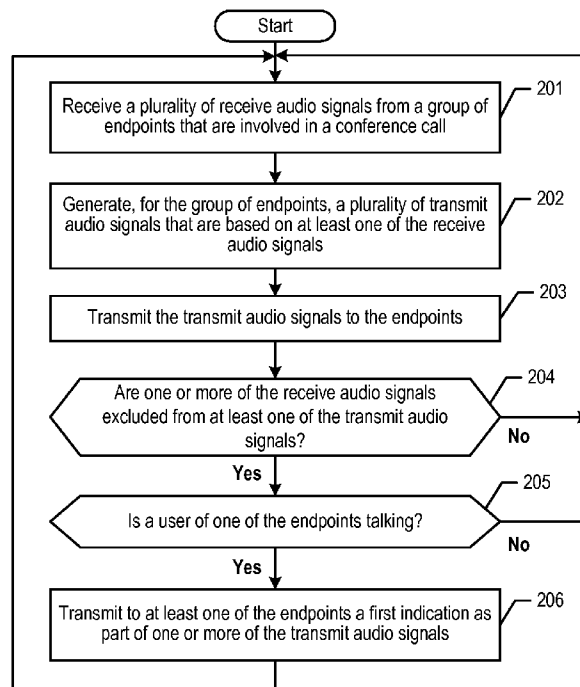 Start
Receive a plurality of receive audio signals from a group of
endpoints that are involved in a conference call
201
Generate, for the group of endpoints, a plurality of transmit
audio signals that are based on at least one of the receive
audio signals
202
Transmit the transmit audio signals to the endpoints
203
Are one or more of the receive audio signals
excluded from at least one of the transmit audio
signals?
204
No
Yes
Is a user of one of the endpoints talking?
205
No
Yes
Transmit to at least one of the endpoints a first indication as
part of one or more of the transmit audio signals
206